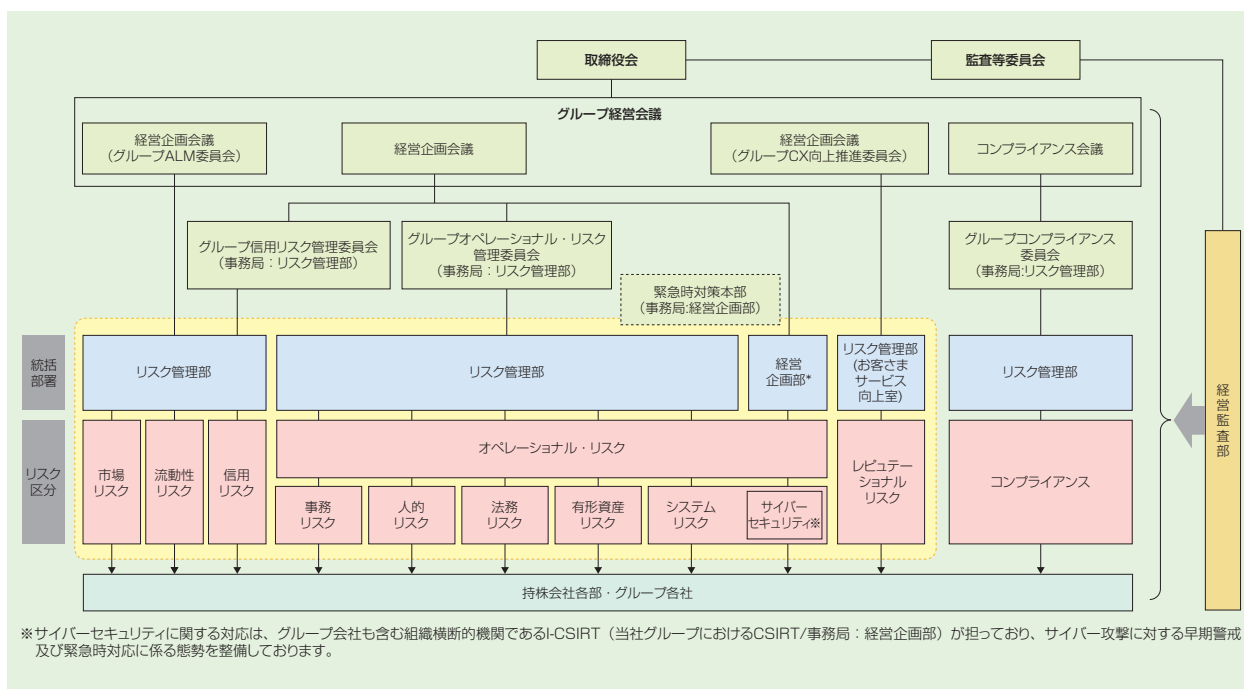 取締役会
監査等委員会
グループ経営会議
経営企画会議
（グループALM委員会）
経営企画会議
経営企画会議
（グループCX向上推進委員会）
コンプライアンス会議
グループ信用リスク管理委員会
（事務局：リスク管理部）
グループオペレーショナル・リスク
管理委員会
（事務局：リスク管理部）
グループコンプライアンス
委員会
（事務局:リスク管理部）
緊急時対策本部
（事務局:経営企画部）
統括
部署
リスク管理部
リスク管理部
経営
企画部*
リスク管理部
(お客さま
サービス
向上室)
リスク管理部
経営監査部
リスク
区分
市場
リスク
流動性
リスク
信用
リスク
オペレーショナル・リスク
事務
リスク
人的
リスク
法務
リスク
有形資産
リスク
システム
リスク
サイバー
セキュリティ※
レピュテー
ショナル
リスク
コンプライアンス
持株会社各部・グループ各社
※サイバーセキュリティに関する対応は、グループ会社も含む組織横断的機関であるI-CSIRT（当社グループにおけるCSIRT/事務局：経営企画部）が担っており、サイバー攻撃に対する早期警戒
及び緊急時対応に係る態勢を整備しております。